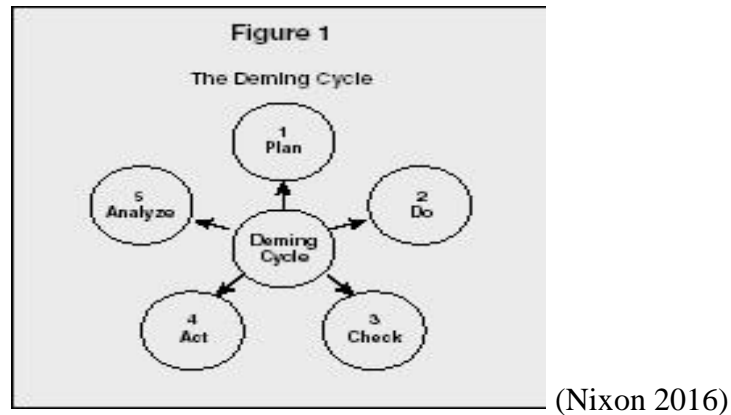 Figure 1
The Deming Cycle
1
Plan
2
Do
3
Check
4
Act
5
Analyze
Deming
Cycle
(Nixon 2016)